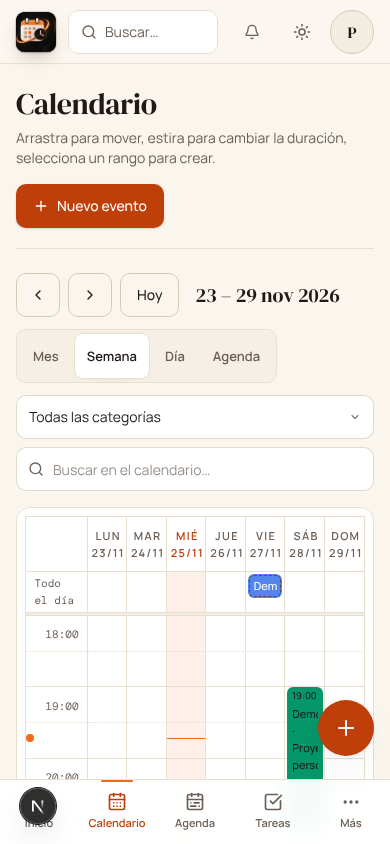 Buscar...
P
Calendario
Arrastra para mover, estira para cambiar la duración,
selecciona un rango para crear.
Nuevo evento
Hoy
23 – 29 nov 2026
Mes Semana Día Agenda
Todas las categorías
Buscar en el calendario...
LUN MAR MIÉ JUE VIE SÁB DOM
23/11 24/11 25/11 26/11 27/11 28/11 29/11
Todo
el día
Dem
18:00
19:00
19:00
Demo
·
Proye
perso
20:00
N
Inicio Calendario Agenda Tareas Más